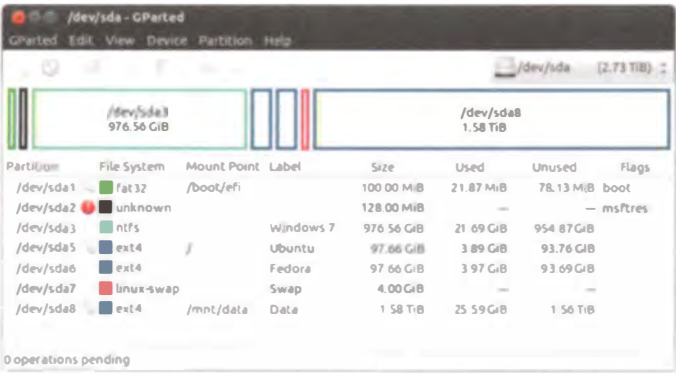 /dev/sda - GParted
GParted Edit View Device Partition Help
/dev/sda (2.73 TiB)
/dev/sda3
976.56 GiB
/dev/sda8
1.58 TiB
Partition File System Mount Point Label Size Used Unused Flags
/dev/sda1 fat32 /boot/efi 100.00 MiB 21.87 MiB 78.13 MiB boot
/dev/sda2 unknown 128.00 MiB — — msftres
/dev/sda3 ntfs Windows 7 976.56 GiB 21.69 GiB 954.87 GiB
/dev/sda5 ext4 / Ubuntu 97.66 GiB 3.89 GiB 93.76 GiB
/dev/sda6 ext4 Fedora 97.66 GiB 3.97 GiB 93.69 GiB
/dev/sda7 linux-swap Swap 4.00 GiB — —
/dev/sda8 ext4 /mnt/data Data 1.58 TiB 25.59 GiB 1.56 TiB
0 operations pending